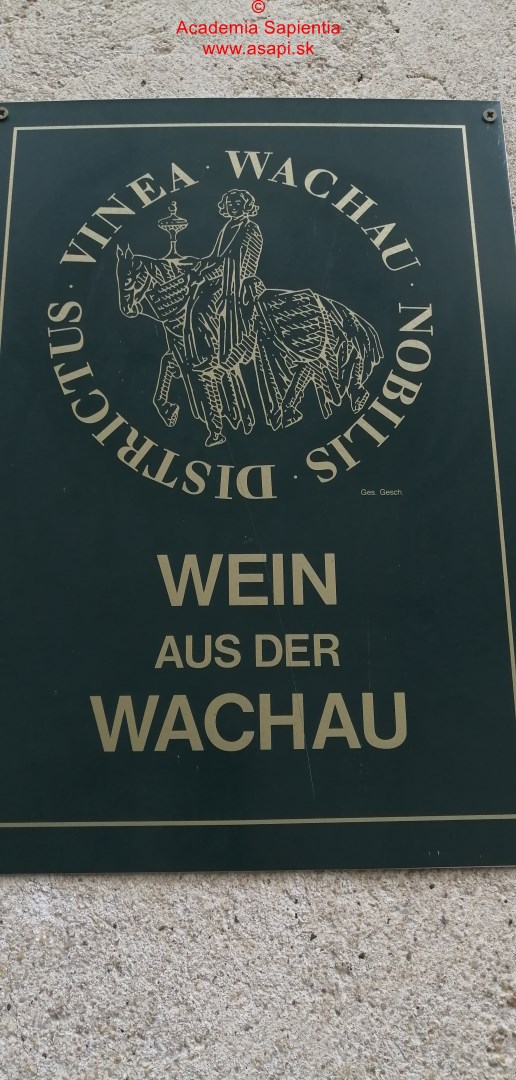 ©
Academia Sapientia
www.asapi.sk
VINEA · WACHAU · NOBILIS · DISTRICTUS ·
Ges. Gesch.
WEIN
AUS DER
WACHAU